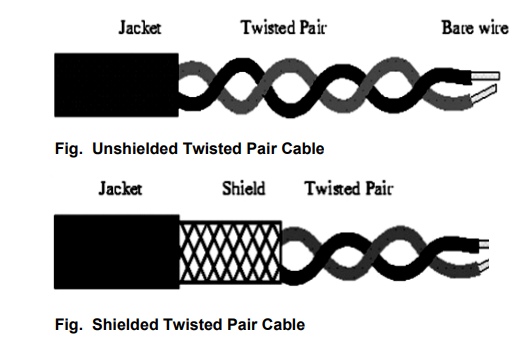 Jacket Twisted Pair Bare wire
Fig. Unshielded Twisted Pair Cable
Jacket Shield Twisted Pair
Fig. Shielded Twisted Pair Cable